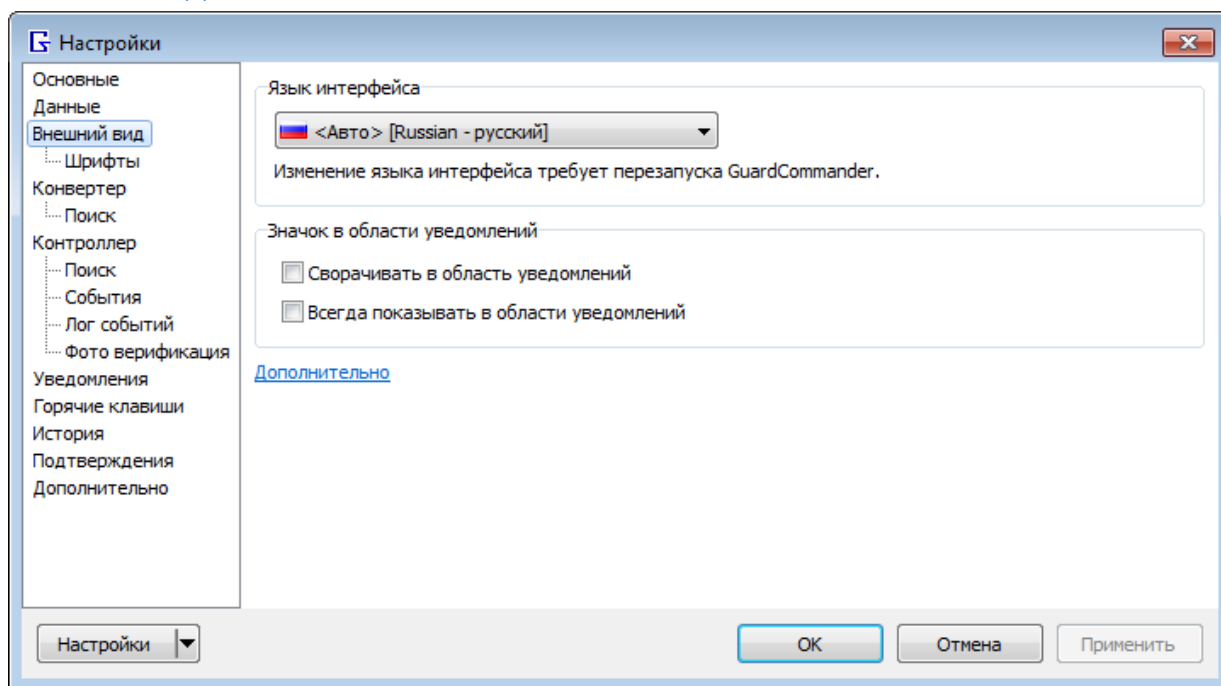 Настройки
Основные
Данные
Внешний вид
Шрифты
Конвертер
Поиск
Контроллер
Поиск
События
Лог событий
Фото верификация
Уведомления
Горячие клавиши
История
Подтверждения
Дополнительно
Язык интерфейса
<Авто> [Russian - русский]
Изменение языка интерфейса требует перезапуска GuardCommander.
Значок в области уведомлений
Сворачивать в область уведомлений
Всегда показывать в области уведомлений
Дополнительно
Настройки
OK
Отмена
Применить